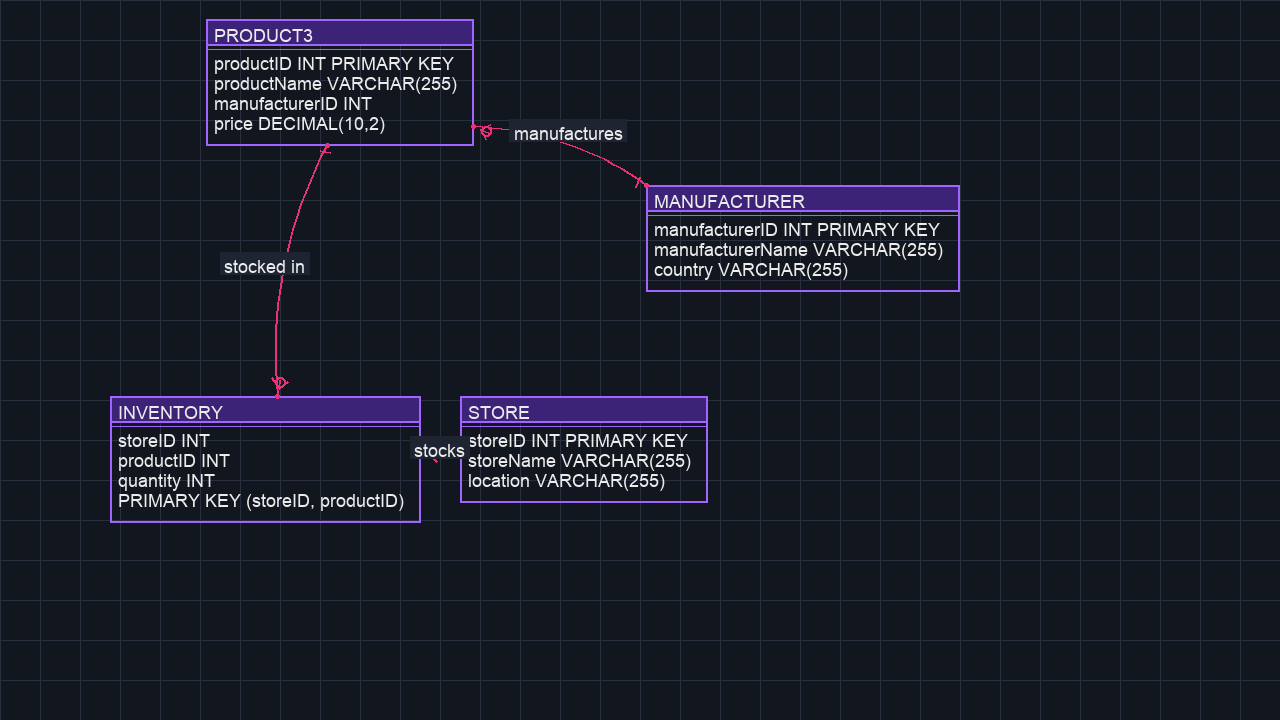 PRODUCT3
productID INT PRIMARY KEY
productName VARCHAR(255)
manufacturerID INT
price DECIMAL(10,2)
manufactures
MANUFACTURER
manufacturerID INT PRIMARY KEY
manufacturerName VARCHAR(255)
country VARCHAR(255)
stocked in
INVENTORY
storeID INT
productID INT
quantity INT
PRIMARY KEY (storeID, productID)
stocks
STORE
storeID INT PRIMARY KEY
storeName VARCHAR(255)
location VARCHAR(255)